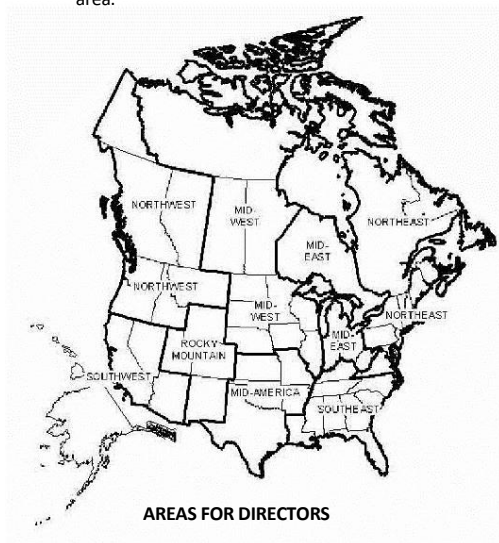 area.
NORTHWEST
MID-
WEST
NORTHEAST
MID-
EAST
NORTHWEST
MID-
WEST
NORTHEAST
MID-
EAST
ROCKY
MOUNTAIN
SOUTHWEST
MID-AMERICA
SOUTHEAST
AREAS FOR DIRECTORS